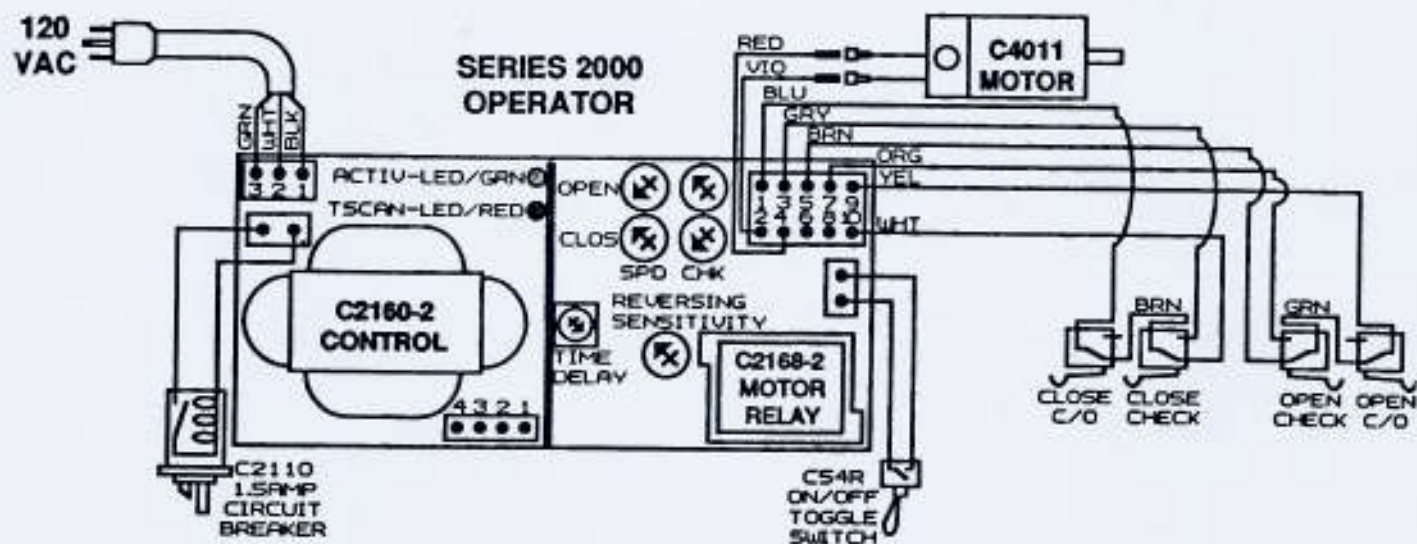 120
VAC
SERIES 2000
OPERATOR
GRN
WHT
BLK
3 2 1
ACTIV-LED/GRN
TSCAN-LED/RED
C2160-2
CONTROL
4 3 2 1
C2110
1.5AMP
CIRCUIT
BREAKER
OPEN
CLOS
SPD CHK
REVERSING
SENSITIVITY
TIME
DELAY
C2168-2
MOTOR
RELAY
RED
VIO
BLU
GRY
BRN
ORG
YEL
WHT
1 3 5 7 9
2 4 6 8 10
C4011
MOTOR
C54R
ON/OFF
TOGGLE
SWITCH
BRN
GRN
CLOSE
C/O
CLOSE
CHECK
OPEN
CHECK
OPEN
C/O